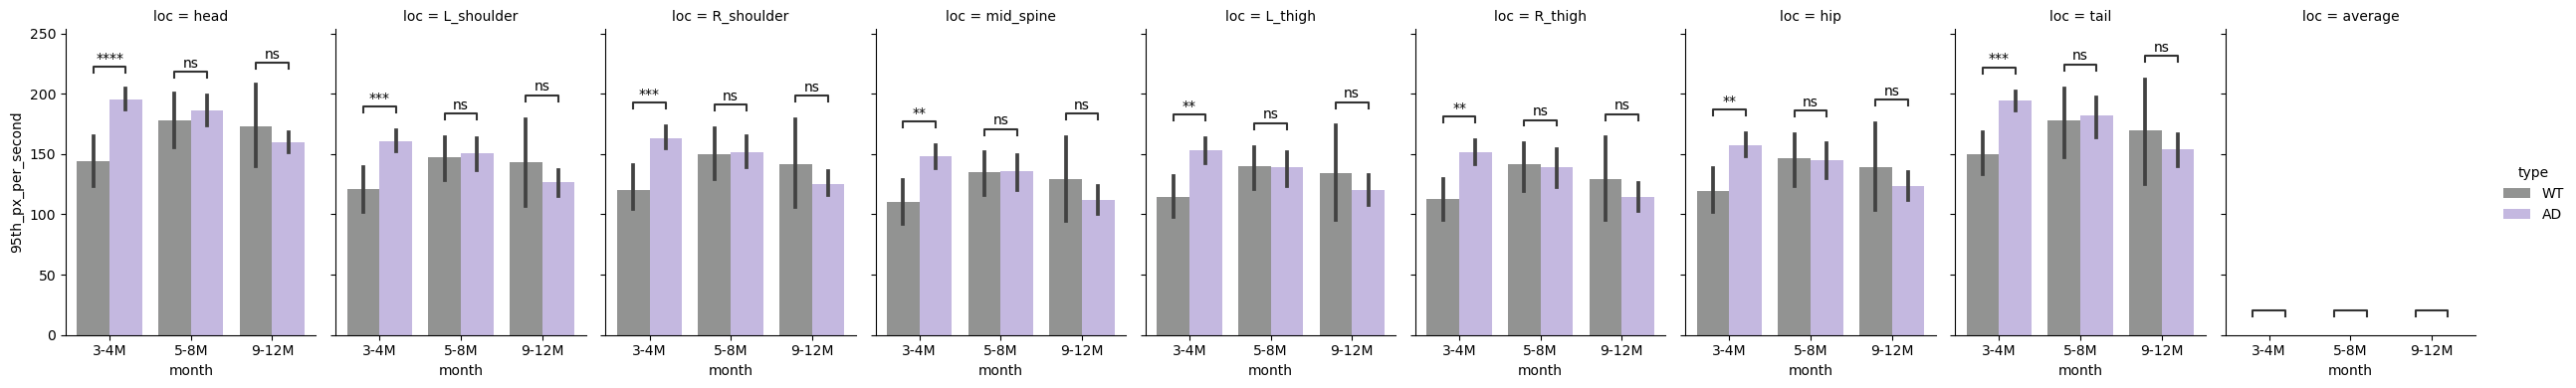 loc = head
loc = L_shoulder
loc = R_shoulder
loc = mid_spine
loc = L_thigh
loc = R_thigh
loc = hip
loc = tail
loc = average
95th_px_per_second
250
200
150
100
50
0
**** ns ns
*** ns ns
*** ns ns
** ns ns
** ns ns
** ns ns
** ns ns
*** ns ns
3-4M 5-8M 9-12M
3-4M 5-8M 9-12M
3-4M 5-8M 9-12M
3-4M 5-8M 9-12M
3-4M 5-8M 9-12M
3-4M 5-8M 9-12M
3-4M 5-8M 9-12M
3-4M 5-8M 9-12M
3-4M 5-8M 9-12M
month
month
month
month
month
month
month
month
month
type
WT
AD